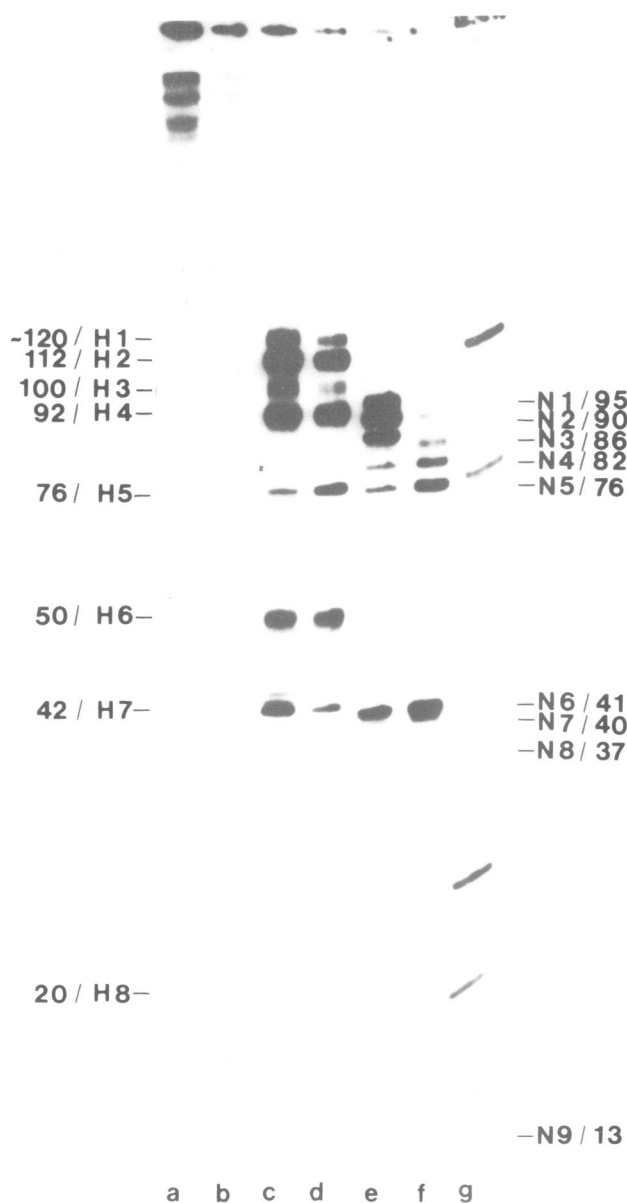 ~120 / H1–
112 / H2–
100 / H3–
92 / H4–
76 / H5–
50 / H6–
42 / H7–
20 / H8–
–N1/95
–N2/90
–N3/86
–N4/82
–N5/76
–N6/41
–N7/40
–N8/37
–N9/13
a b c d e f g